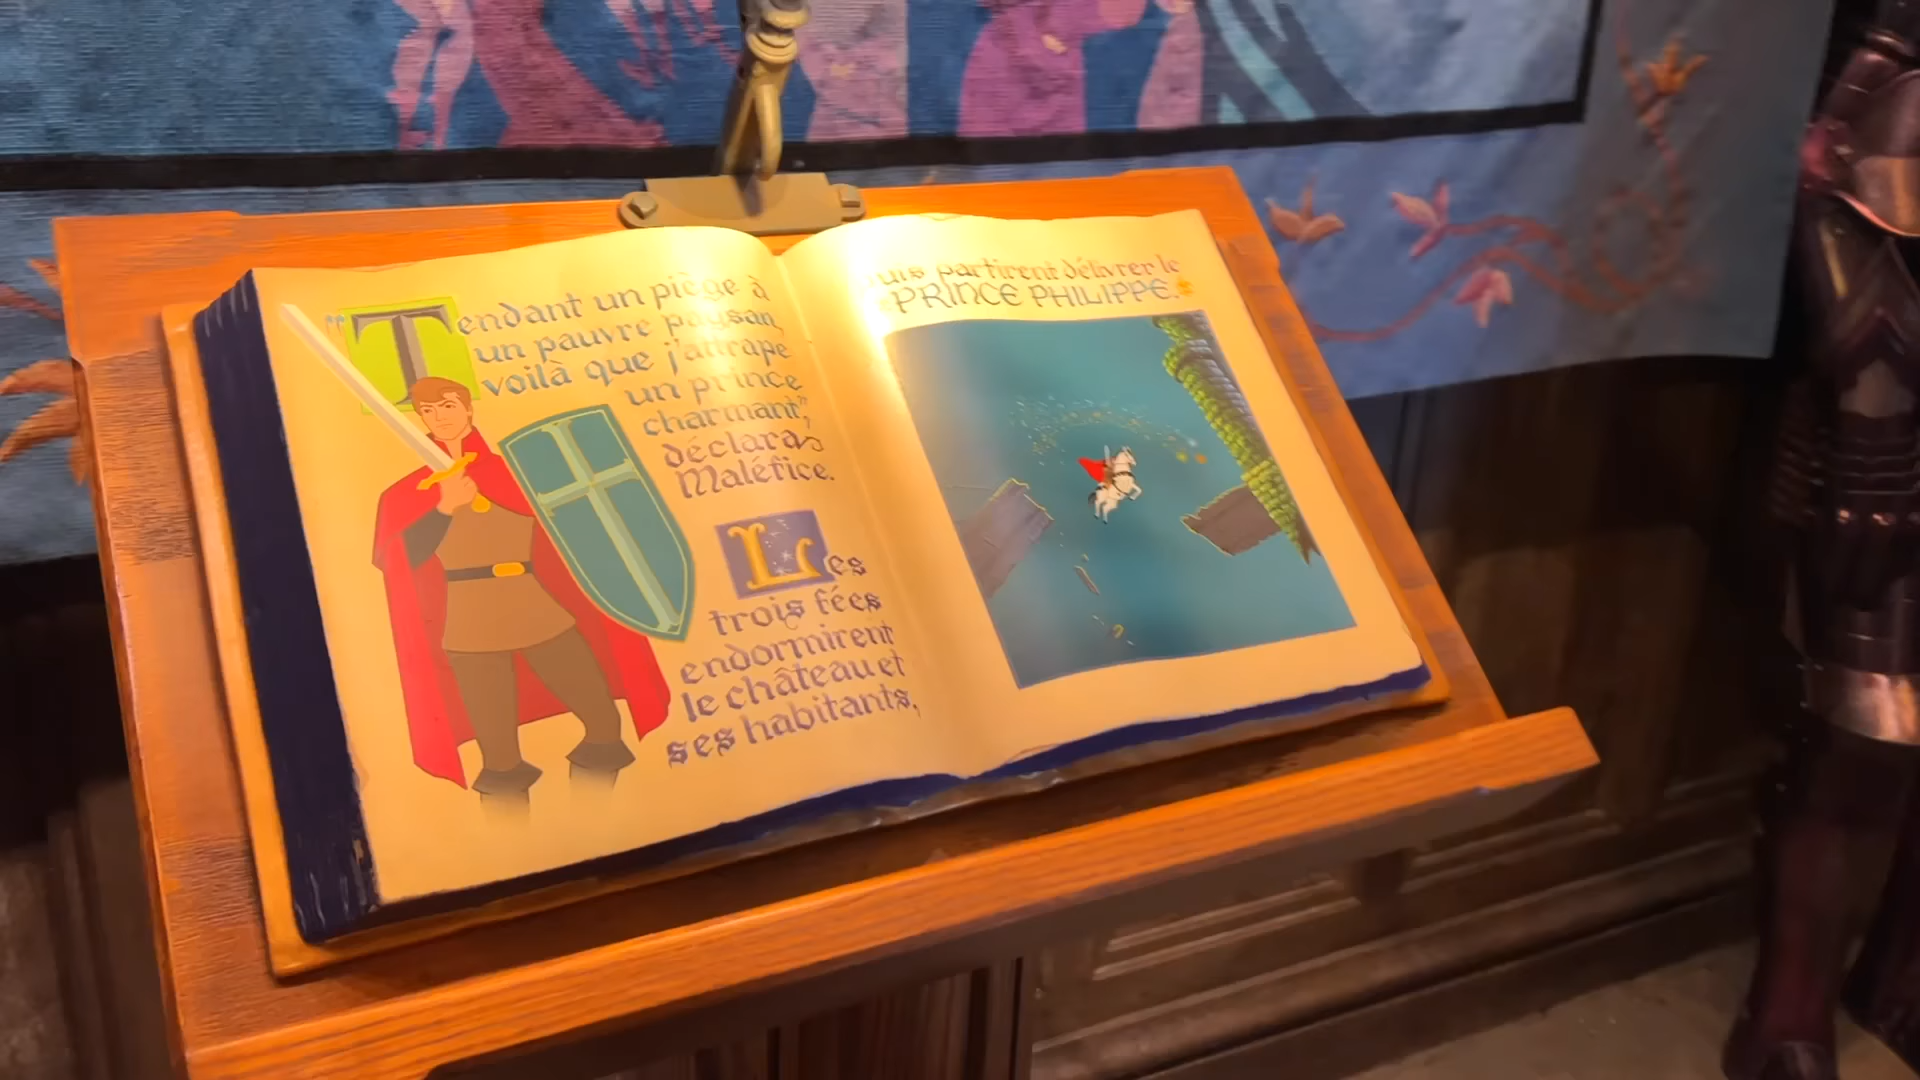 "Tendant un piège à
un pauvre paysan,
voilà que j'attrape
un prince
charmant",
déclara
Maléfice.
Les
trois fées
endormirent
le château et
ses habitants,
puis partirent délivrer le
PRINCE PHILIPPE.